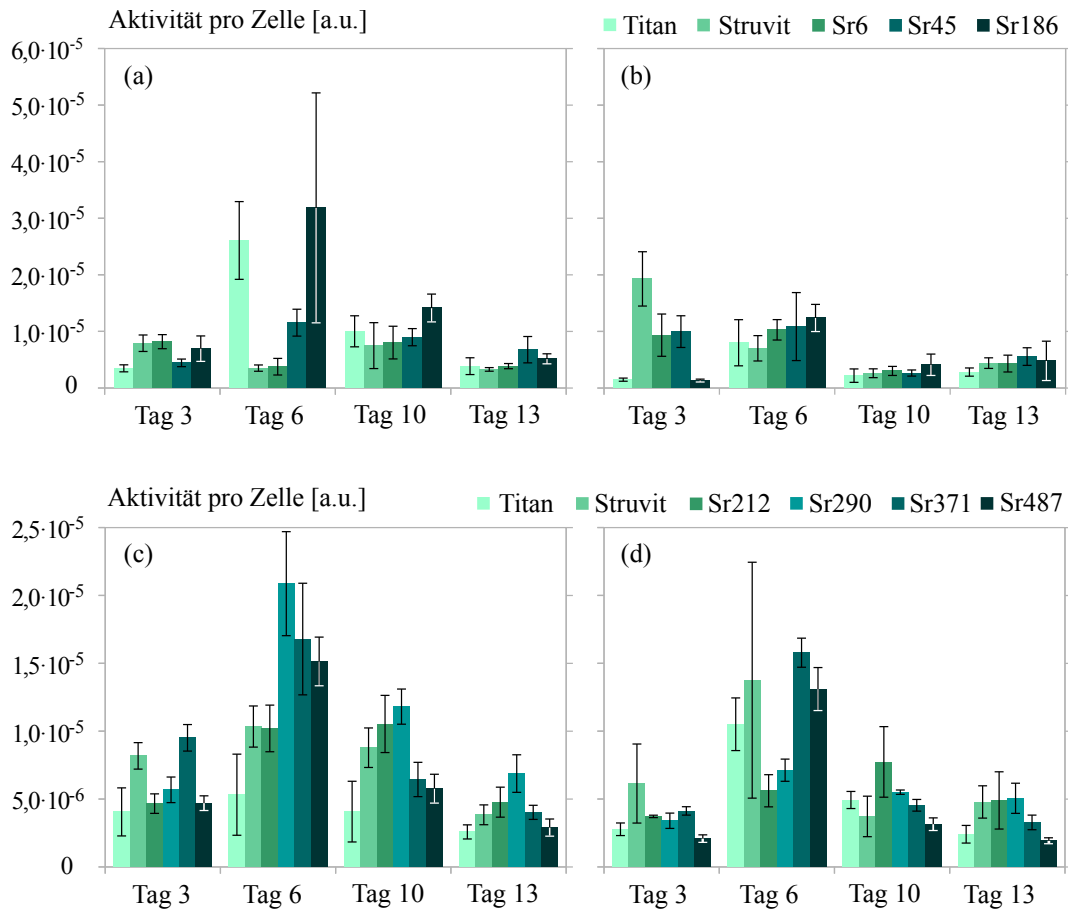 Aktivität pro Zelle [a.u.] Titan Struvit Sr6 Sr45 Sr186
6,0·10⁻⁵
(a) (b)
5,0·10⁻⁵
4,0·10⁻⁵
3,0·10⁻⁵
2,0·10⁻⁵
1,0·10⁻⁵
0
Tag 3 Tag 6 Tag 10 Tag 13 Tag 3 Tag 6 Tag 10 Tag 13
Aktivität pro Zelle [a.u.] Titan Struvit Sr212 Sr290 Sr371 Sr487
2,5·10⁻⁵
(c) (d)
2,0·10⁻⁵
1,5·10⁻⁵
1,0·10⁻⁵
5,0·10⁻⁶
0
Tag 3 Tag 6 Tag 10 Tag 13 Tag 3 Tag 6 Tag 10 Tag 13